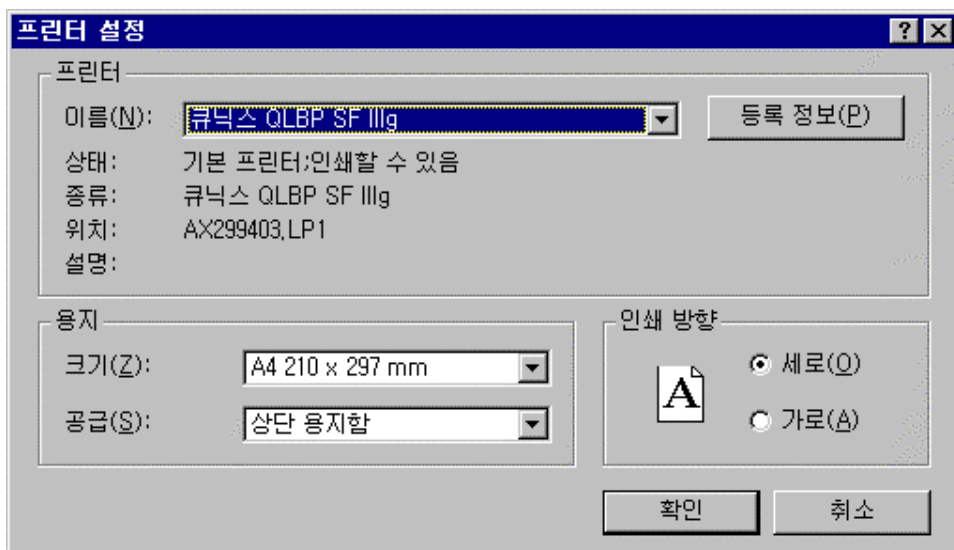 프린터 설정
프린터
이름(N): 큐닉스 QLBP SF IIIg 등록 정보(P)
상태: 기본 프린터;인쇄할 수 있음
종류: 큐닉스 QLBP SF IIIg
위치: AX299403,LP1
설명:
용지
크기(Z): A4 210 x 297 mm
공급(S): 상단 용지함
인쇄 방향
A
세로(O)
가로(A)
확인 취소